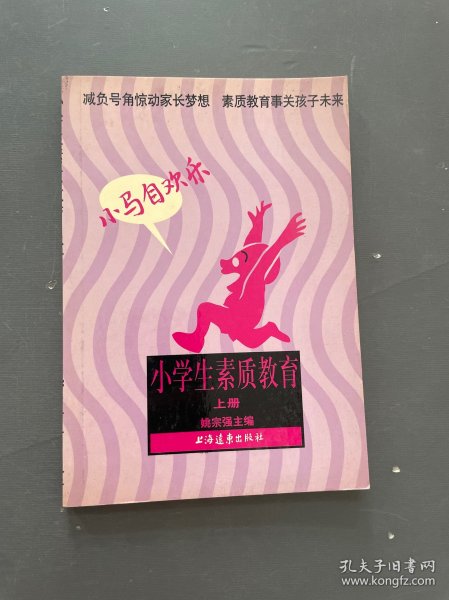 减负号角惊动家长梦想 素质教育事关孩子未来
小马自欢乐
小学生素质教育
上册
姚宗强主编
上海远东出版社
孔夫子旧书网
www.kongfz.com